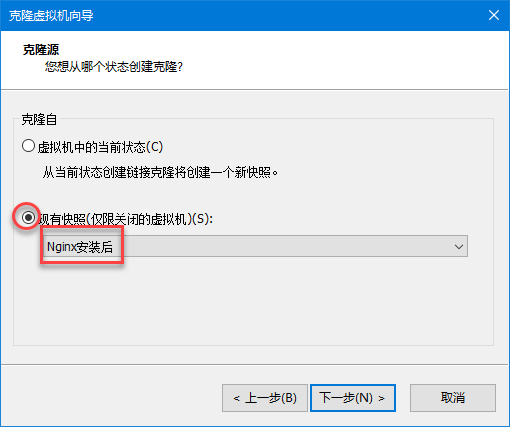 克隆虚拟机向导
克隆源
您想从哪个状态创建克隆?
克隆自
虚拟机中的当前状态(C)
从当前状态创建链接克隆将创建一个新快照。
现有快照(仅限关闭的虚拟机)(S):
Nginx安装后
< 上一步(B)
下一步(N) >
取消